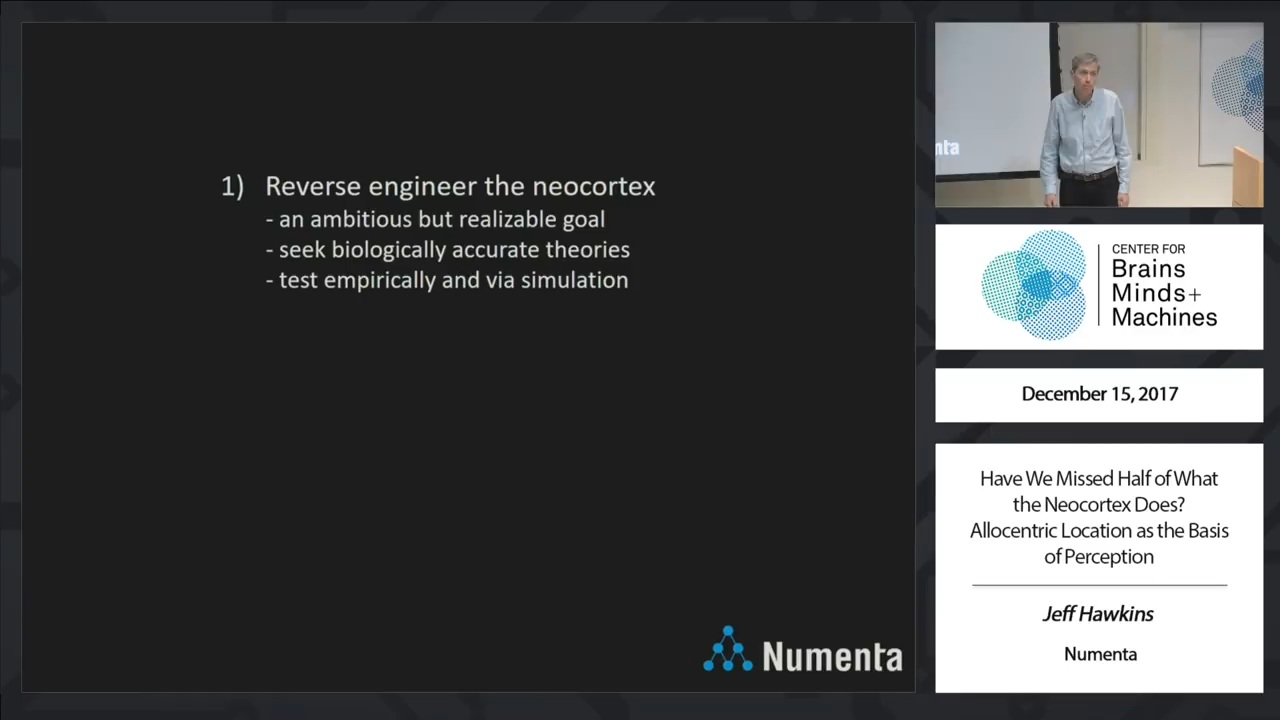 1) Reverse engineer the neocortex
- an ambitious but realizable goal
- seek biologically accurate theories
- test empirically and via simulation
Numenta
nta
CENTER FOR
Brains
Minds+
Machines
December 15, 2017
Have We Missed Half of What
the Neocortex Does?
Allocentric Location as the Basis
of Perception
Jeff Hawkins
Numenta